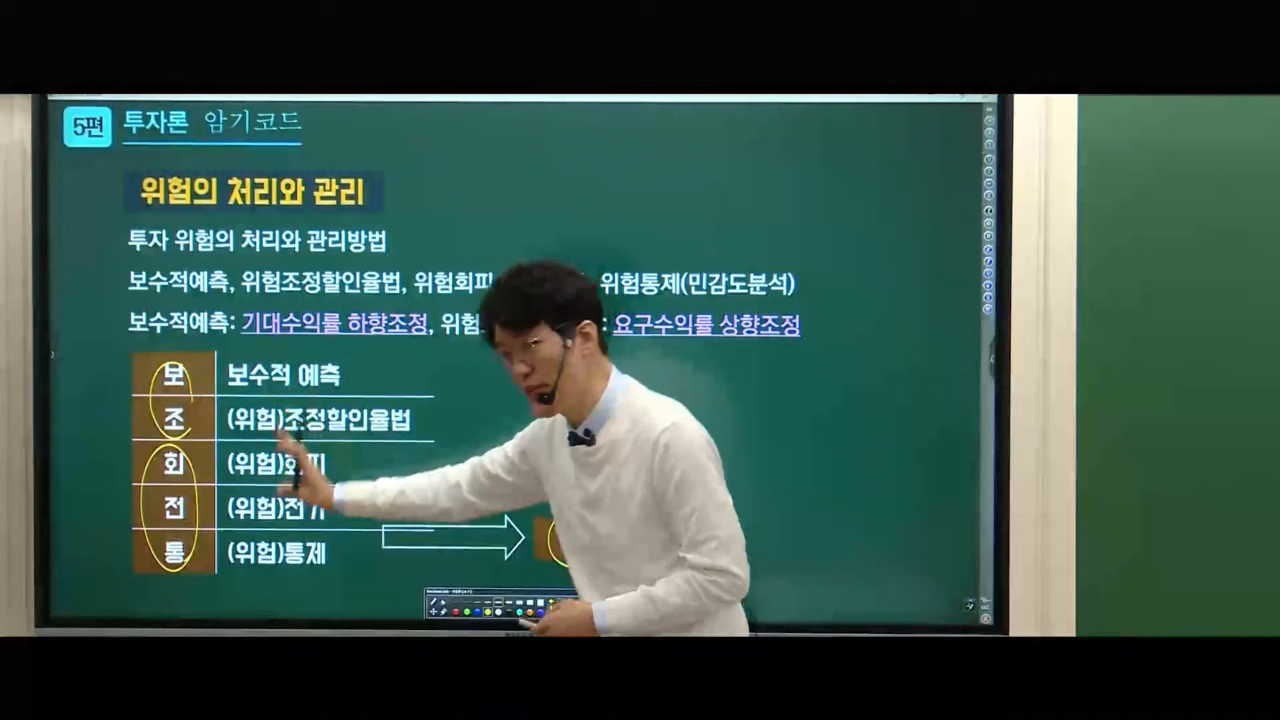 5편 투자론 암기코드
위험의 처리와 관리
투자 위험의 처리와 관리방법
보수적예측, 위험조정할인율법, 위험회피 위험통제(민감도분석)
보수적예측: 기대수익률 하향조정, 위험 : 요구수익률 상향조정
보 보수적 예측
조 (위험)조정할인율법
회 (위험)회피
전 (위험)전가
통 (위험)통제